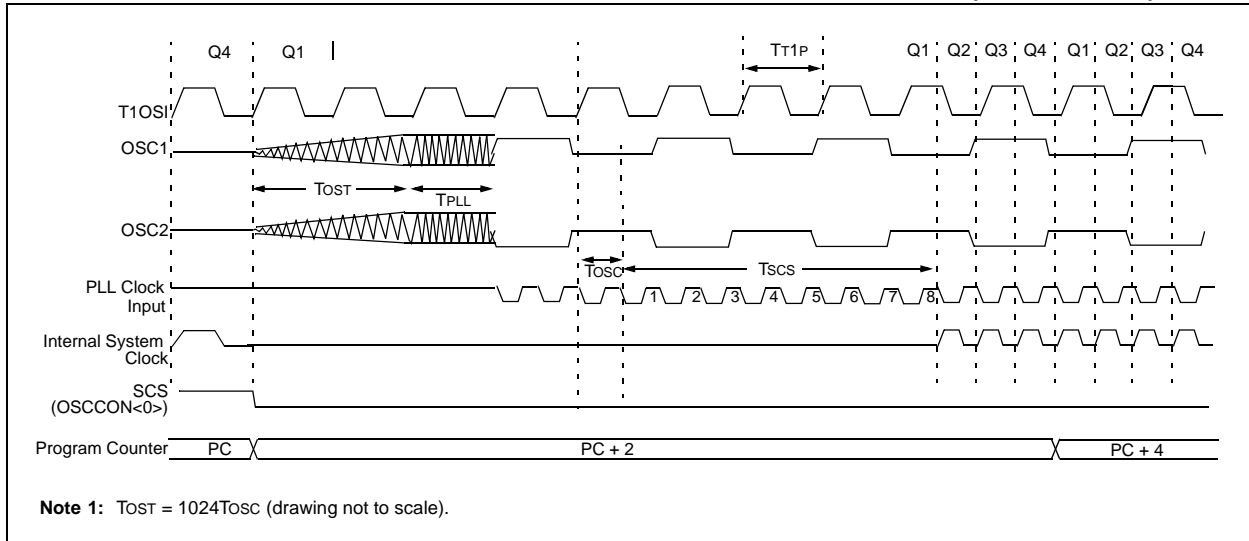 Q4 Q1 TT1P Q1 Q2 Q3 Q4 Q1 Q2 Q3 Q4
T1OSI
OSC1
TOST TPLL
OSC2
TOSC TSCS
PLL Clock
Input
1 2 3 4 5 6 7 8
Internal System
Clock
SCS
(OSCCON<0>)
Program Counter PC PC + 2 PC + 4
Note 1: TOST = 1024TOSC (drawing not to scale).